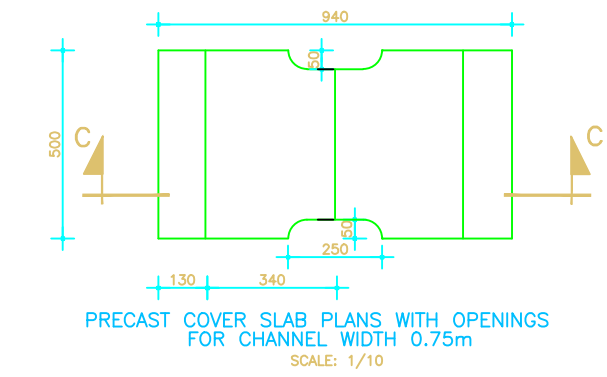 940
50
500
C
C
50
250
130
340
PRECAST COVER SLAB PLANS WITH OPENINGS
FOR CHANNEL WIDTH 0.75m
SCALE: 1/10